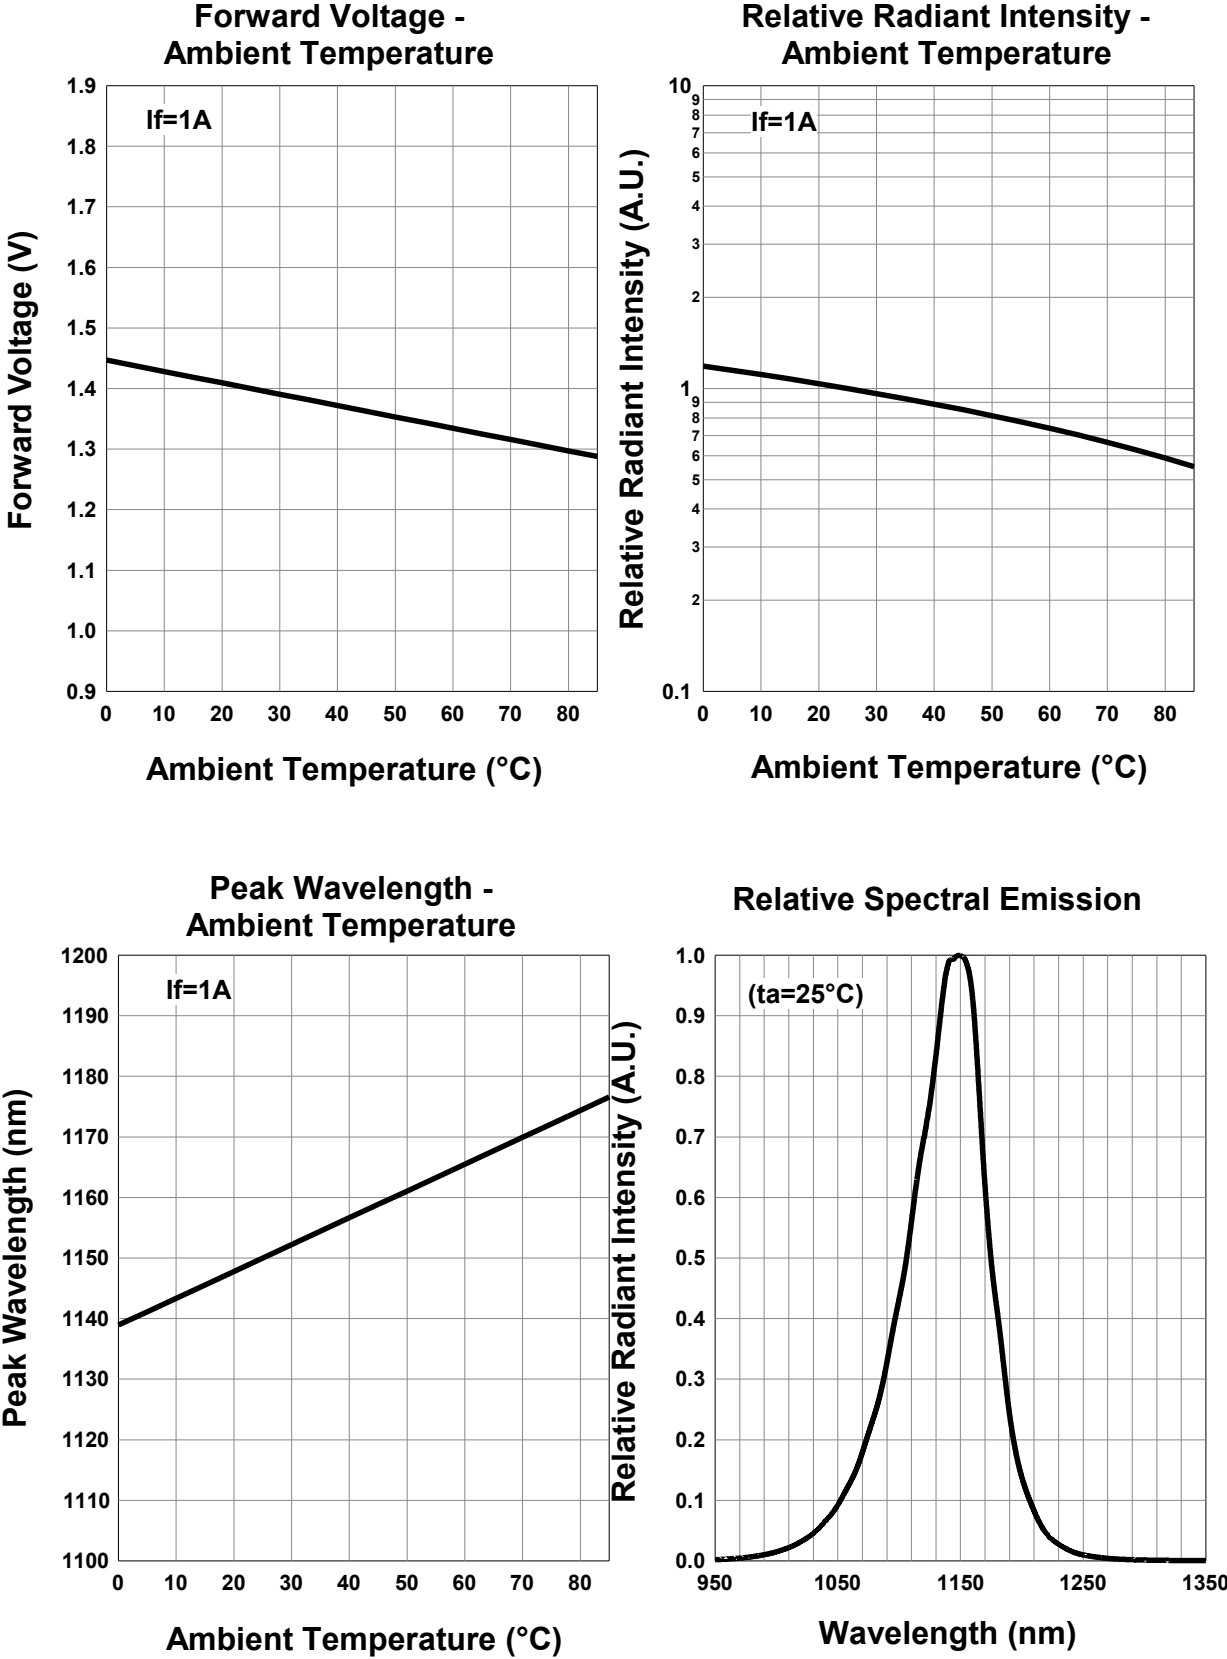 Forward Voltage -
Ambient Temperature
If=1A
Forward Voltage (V)
1.9
1.8
1.7
1.6
1.5
1.4
1.3
1.2
1.1
1.0
0.9
0 10 20 30 40 50 60 70 80
Ambient Temperature (°C)
Relative Radiant Intensity -
Ambient Temperature
If=1A
Relative Radiant Intensity (A.U.)
10
9
8
7
6
5
4
3
2
1
9
8
7
6
5
4
3
2
0.1
0 10 20 30 40 50 60 70 80
Ambient Temperature (°C)
Peak Wavelength -
Ambient Temperature
If=1A
Peak Wavelength (nm)
1200
1190
1180
1170
1160
1150
1140
1130
1120
1110
1100
0 10 20 30 40 50 60 70 80
Ambient Temperature (°C)
Relative Spectral Emission
(ta=25°C)
Relative Radiant Intensity (A.U.)
1.0
0.9
0.8
0.7
0.6
0.5
0.4
0.3
0.2
0.1
0.0
950 1050 1150 1250 1350
Wavelength (nm)